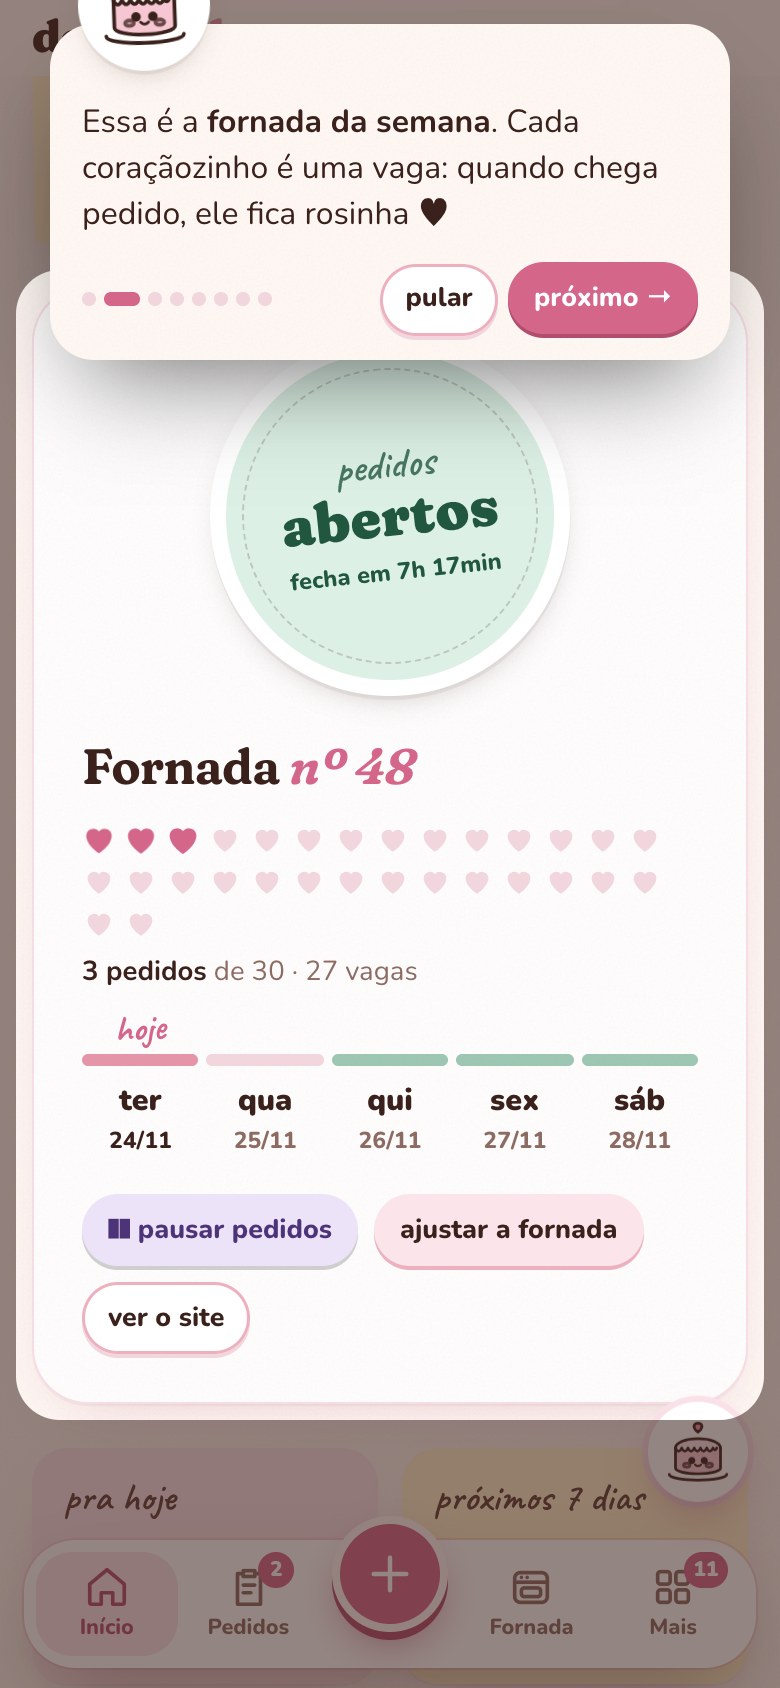 Essa é a fornada da semana. Cada
coraçãozinho é uma vaga: quando chega
pedido, ele fica rosinha ♥
pular
próximo →
pedidos
abertos
fecha em 7h 17min
Fornada nº 48
3 pedidos de 30 · 27 vagas
hoje
ter
qua
qui
sex
sáb
24/11
25/11
26/11
27/11
28/11
pausar pedidos
ajustar a fornada
ver o site
pra hoje
próximos 7 dias
2
11
Início
Pedidos
Fornada
Mais